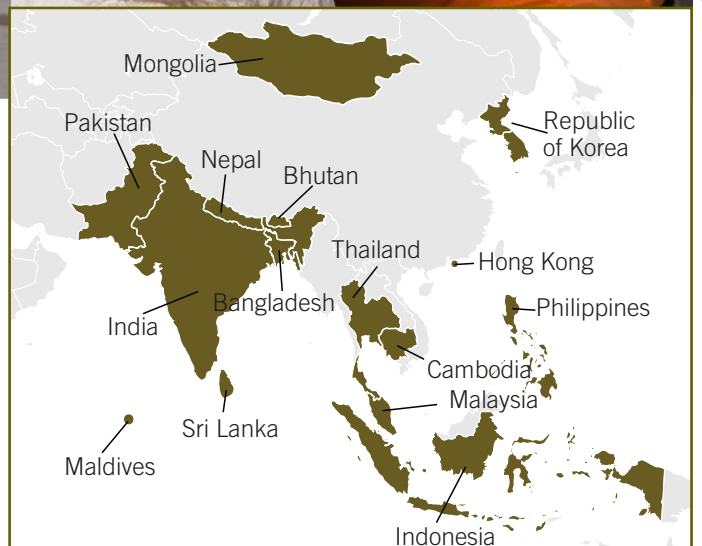 Mongolia
Pakistan
Republic
of Korea
Nepal
Bhutan
Thailand
Hong Kong
Bangladesh
Philippines
India
Cambodia
Malaysia
Sri Lanka
Maldives
Indonesia